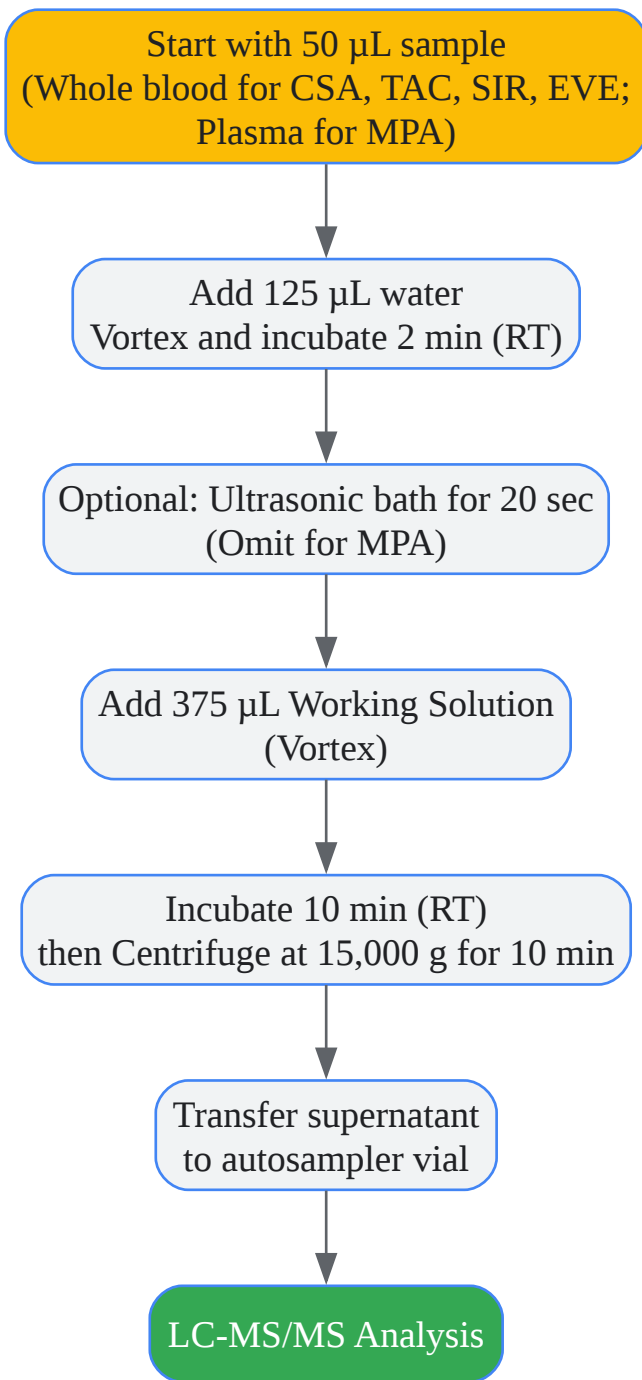 Start with 50 µL sample
(Whole blood for CSA, TAC, SIR, EVE;
Plasma for MPA)
Add 125 µL water
Vortex and incubate 2 min (RT)
Optional: Ultrasonic bath for 20 sec
(Omit for MPA)
Add 375 µL Working Solution
(Vortex)
Incubate 10 min (RT)
then Centrifuge at 15,000 g for 10 min
Transfer supernatant
to autosampler vial
LC-MS/MS Analysis